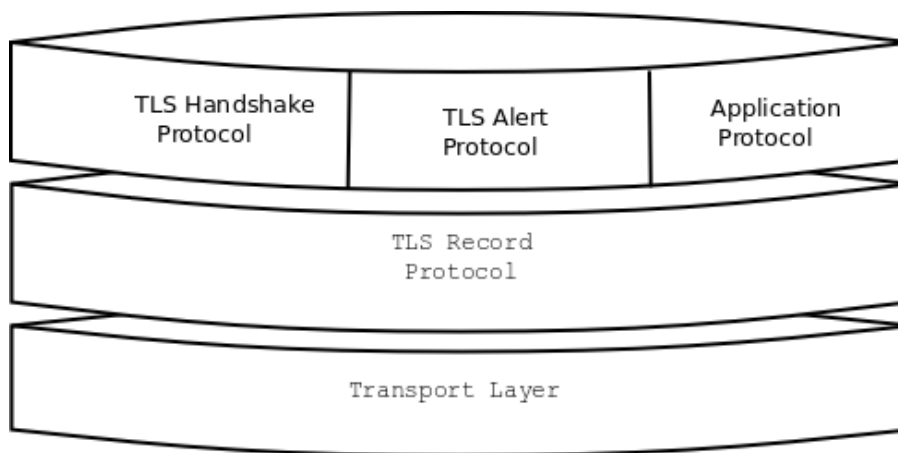 TLS Handshake
Protocol
TLS Alert
Protocol
Application
Protocol
TLS Record
Protocol
Transport Layer